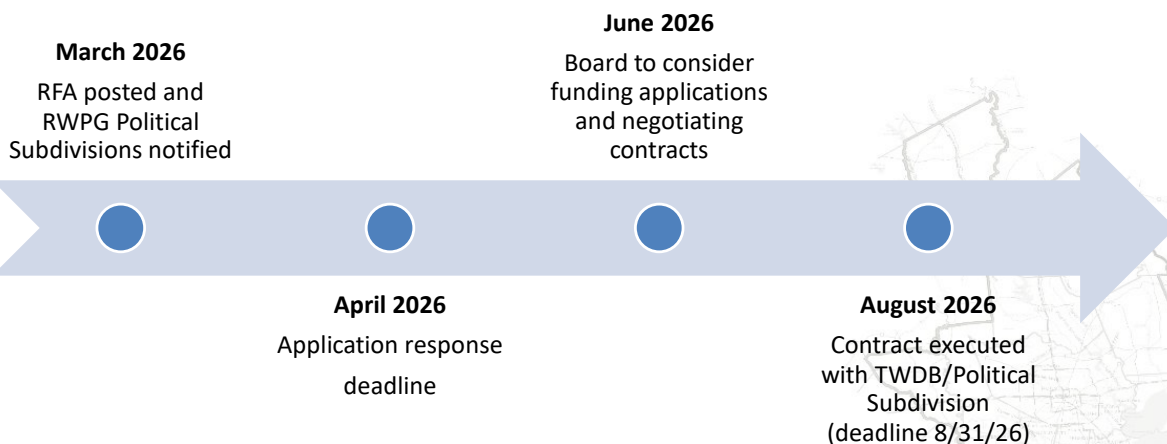 March 2026
RFA posted and
RWPG Political
Subdivisions notified
April 2026
Application response
deadline
June 2026
Board to consider
funding applications
and negotiating
contracts
August 2026
Contract executed
with TWDB/Political
Subdivision
(deadline 8/31/26)